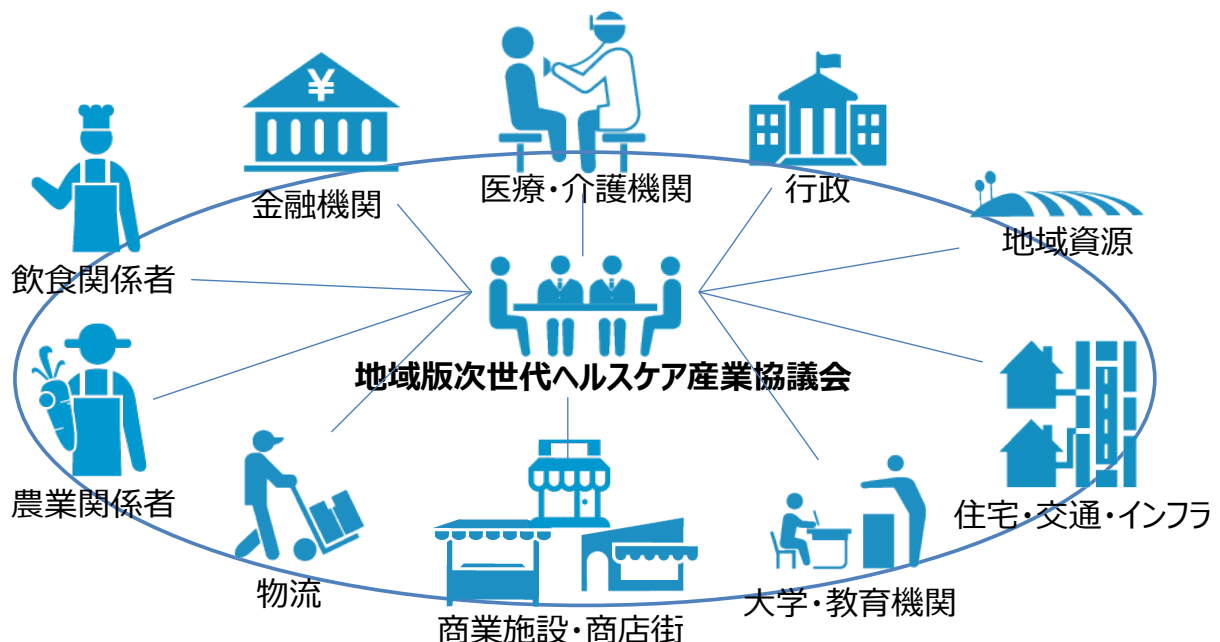 ¥
金融機関
医療・介護機関
行政
地域資源
飲食関係者
地域版次世代ヘルスケア産業協議会
農業関係者
住宅・交通・インフラ
物流
大学・教育機関
商業施設・商店街